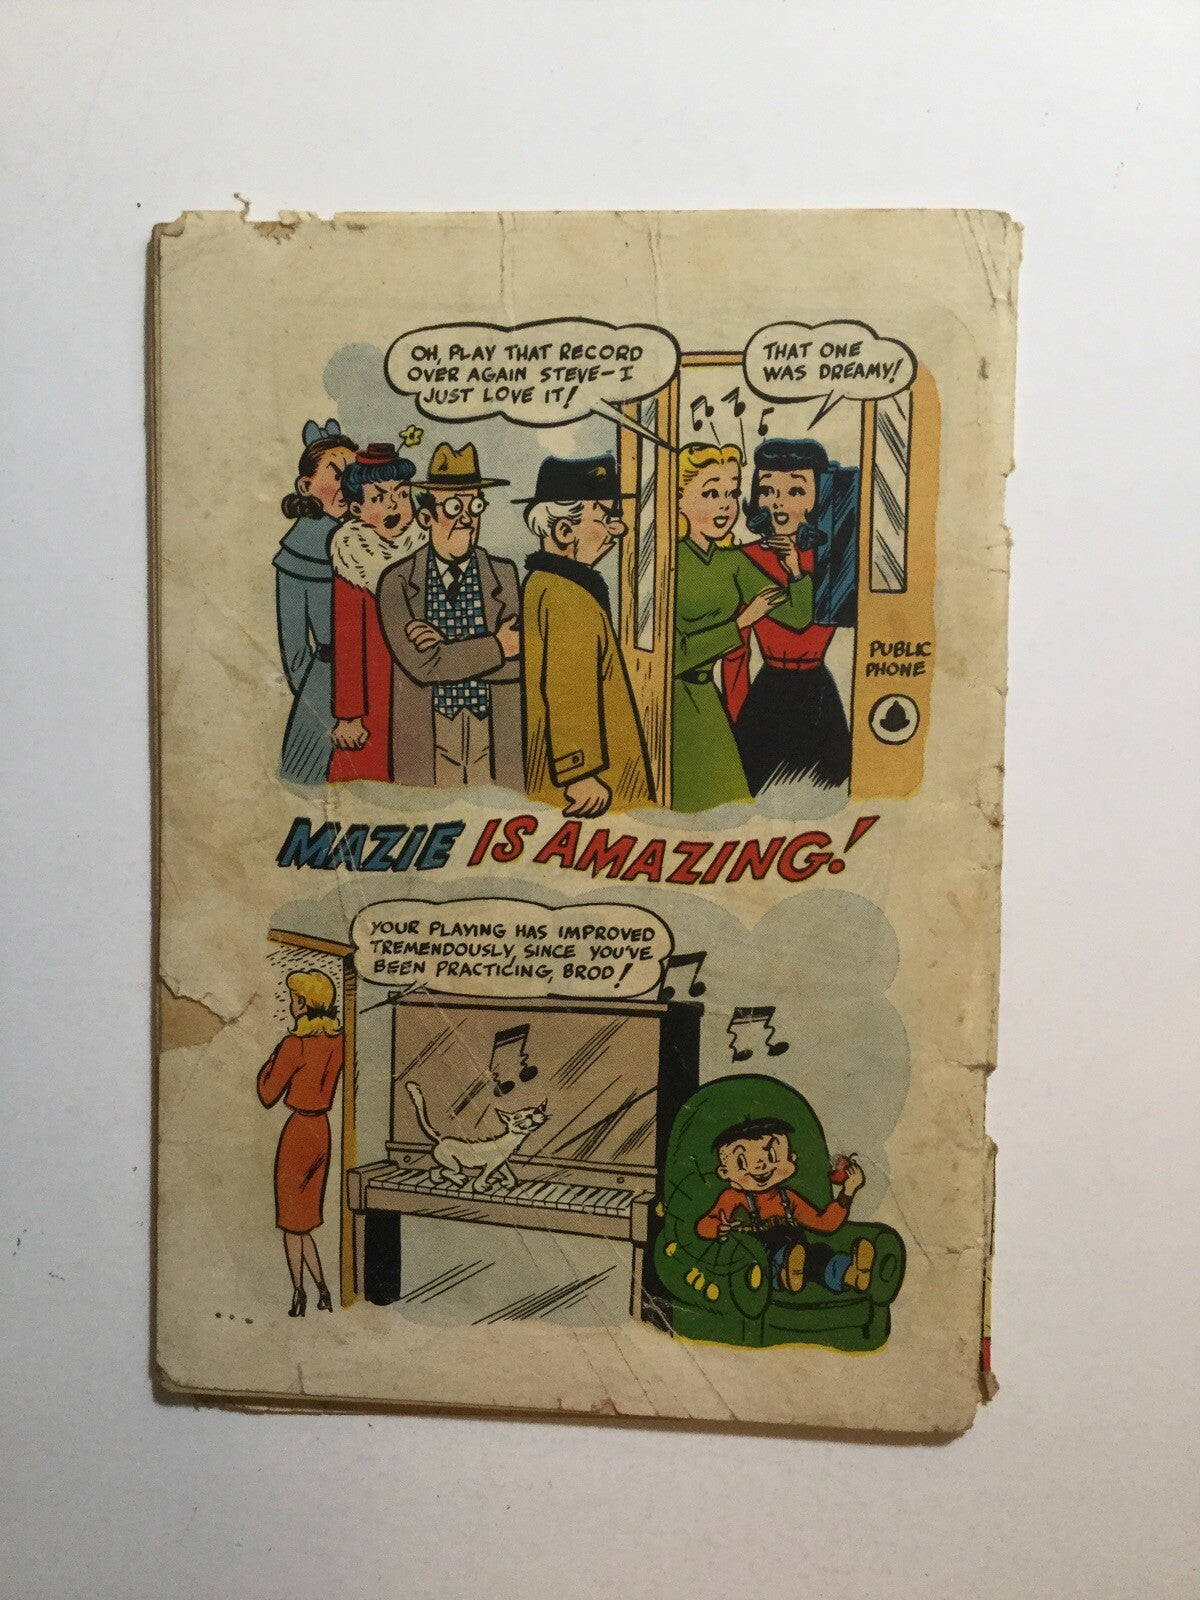 OH, PLAY THAT RECORD
OVER AGAIN STEVE—I
JUST LOVE IT!
THAT ONE
WAS DREAMY!
PUBLIC
PHONE
MAZIE IS AMAZING!
YOUR PLAYING HAS IMPROVED
TREMENDOUSLY, SINCE YOU'VE
BEEN PRACTICING, BROD!